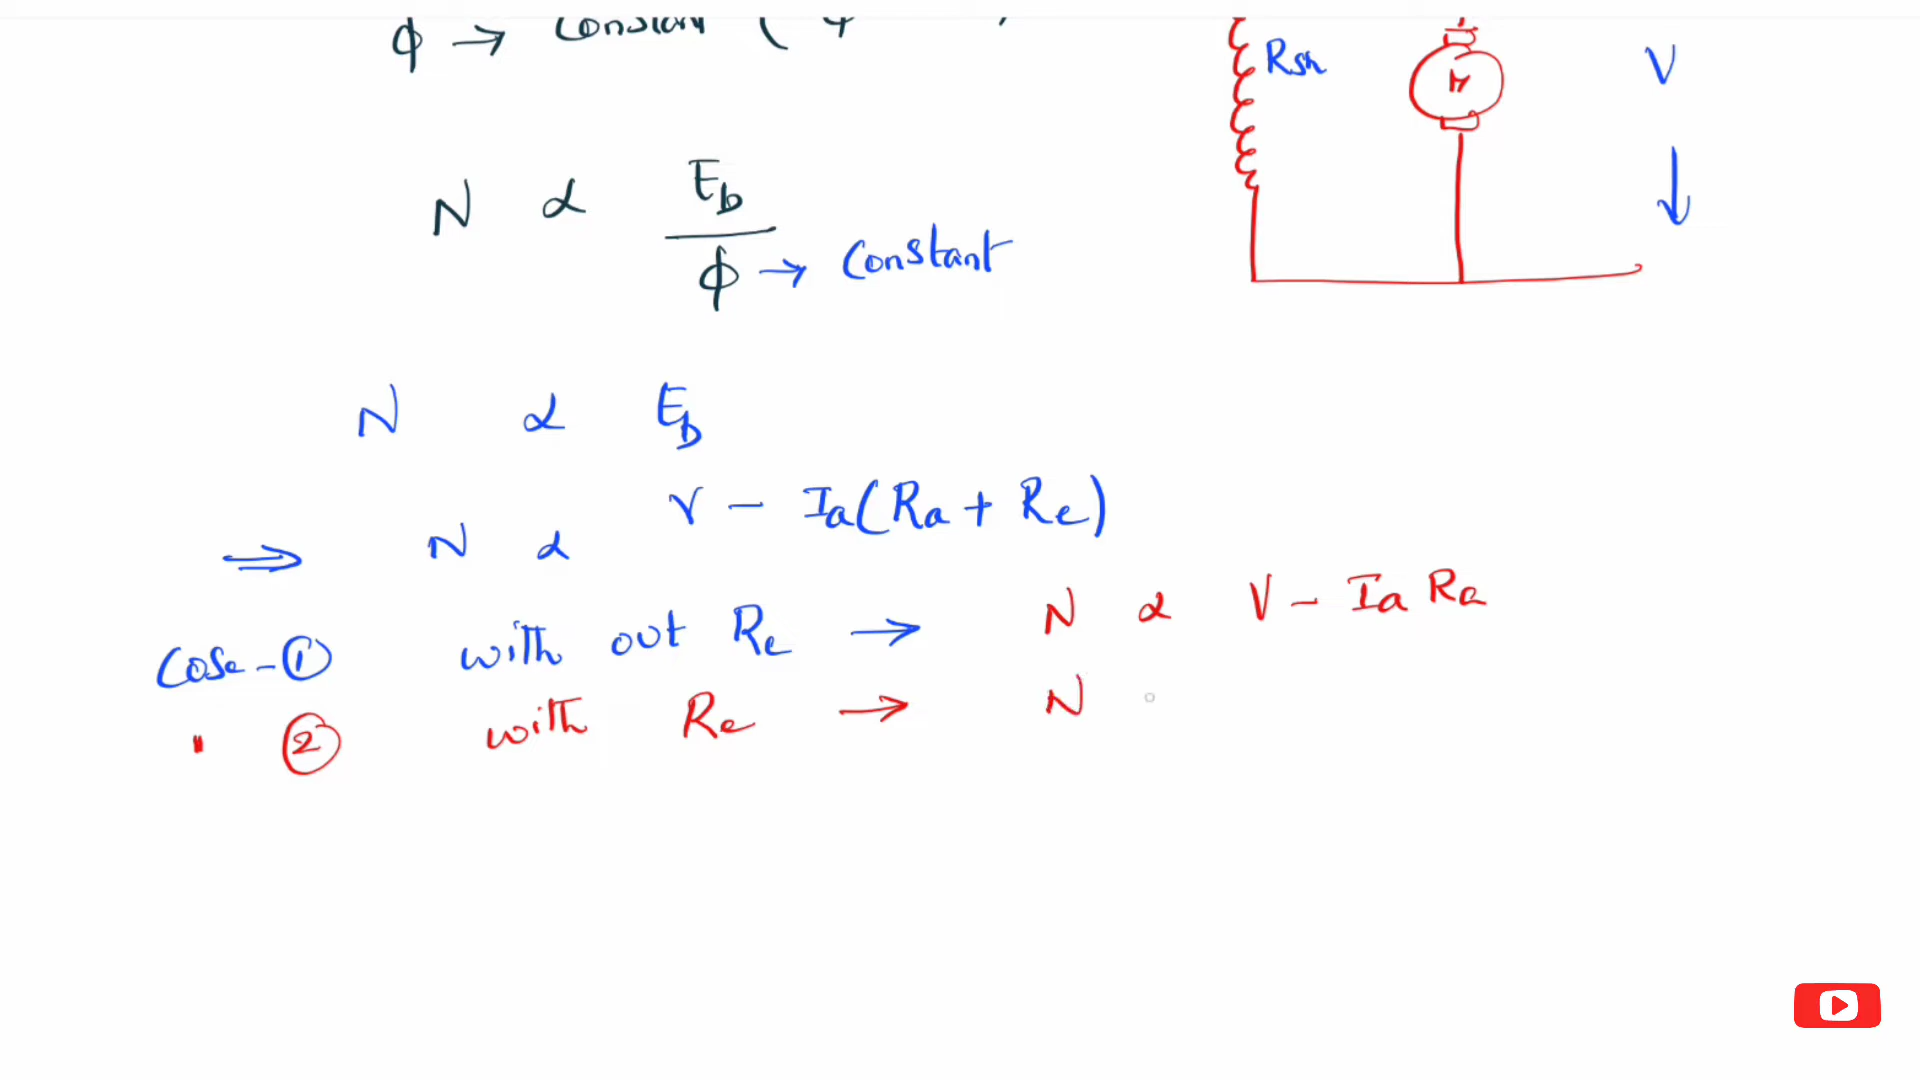 ϕ → Constant (
Rsh
M
V
N α Eb
ϕ → Constant
N α Eb
⇒ N α V - Ia(Ra + Re)
Case-① with out Re → N α V - Ia Ra
" ② with Re → N